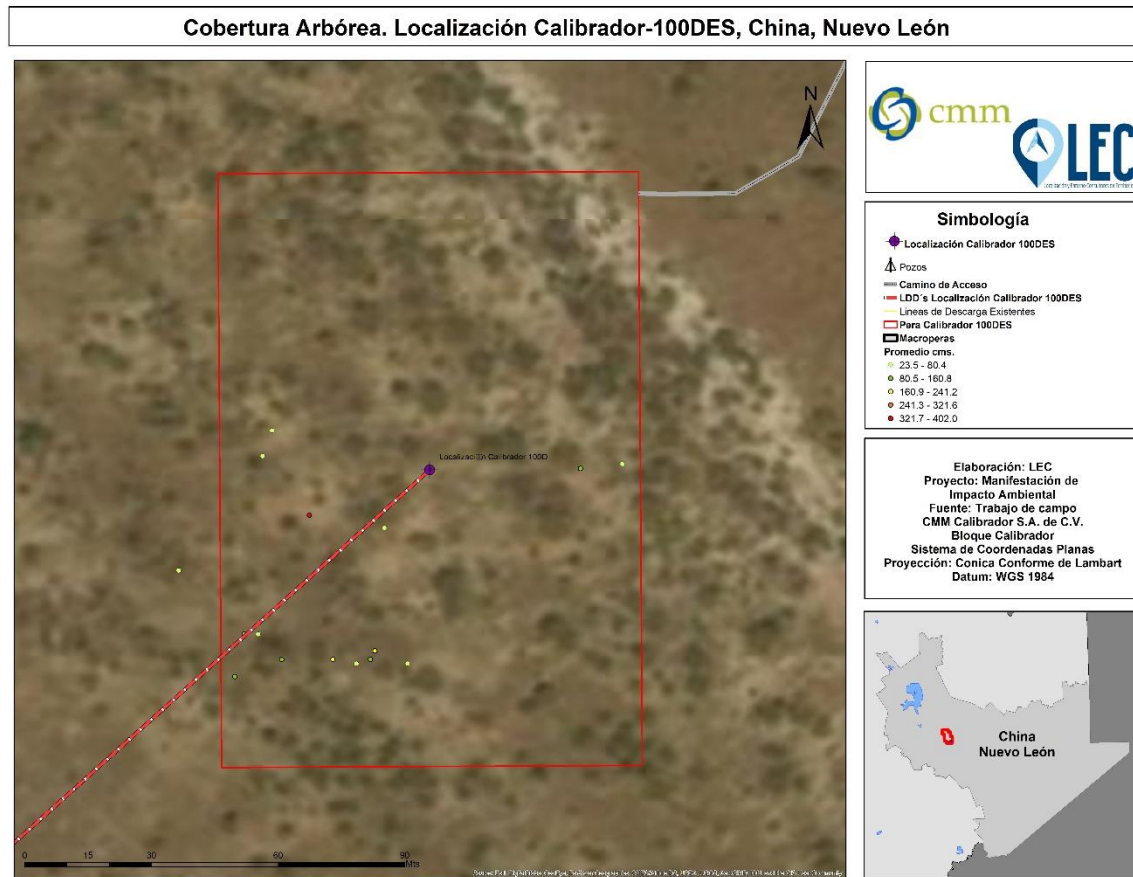 Cobertura Arbórea. Localización Calibrador-100DES, China, Nuevo León
N
cmm
LEC
Simbología
Localización Calibrador 100DES
Pozos
Camino de Acceso
LDD´s Localización Calibrador 100DES
Lineas de Descarga Existentes
Pera Calibrador 100DES
Macroperas
Promedio cms.
23.5 - 80.4
80.5 - 160.8
160.9 - 241.2
241.3 - 321.6
321.7 - 402.0
Localización Calibrador 100D
Elaboración: LEC
Proyecto: Manifestación de
Impacto Ambiental
Fuente: Trabajo de campo
CMM Calibrador S.A. de C.V.
Bloque Calibrador
Sistema de Coordenadas Planas
Proyección: Conica Conforme de Lambart
Datum: WGS 1984
China
Nuevo León
0 15 30 60 90
Mts